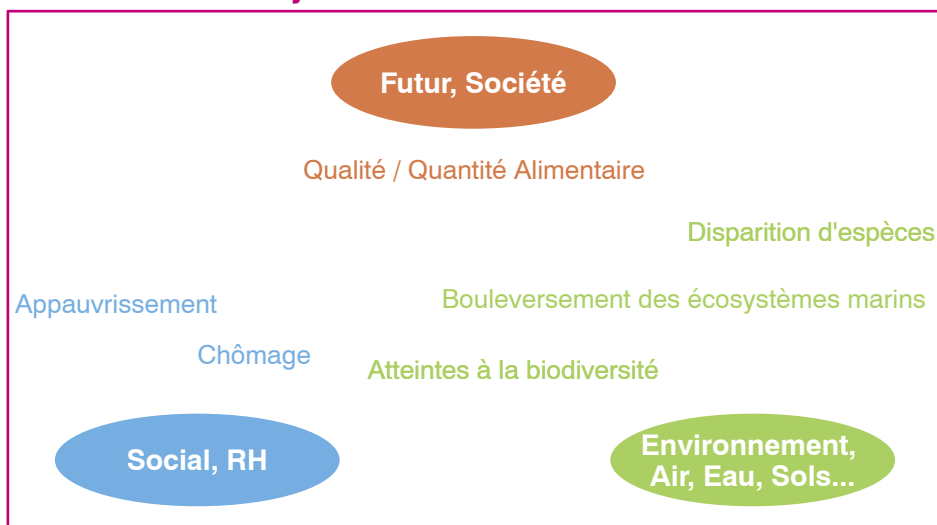 Futur, Société
Qualité / Quantité Alimentaire
Disparition d'espèces
Appauvrissement
Bouleversement des écosystèmes marins
Chômage
Atteintes à la biodiversité
Social, RH
Environnement,
Air, Eau, Sols...